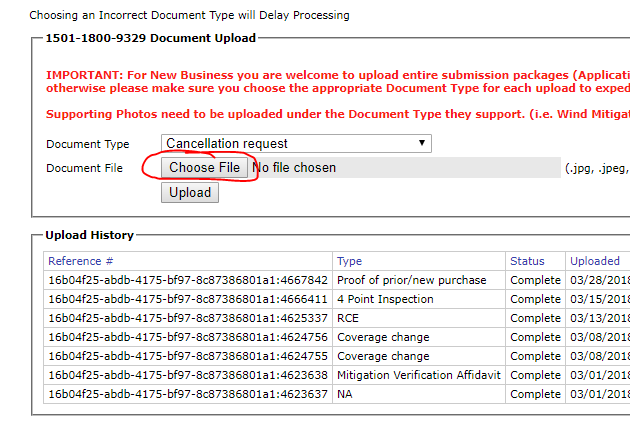 Choosing an Incorrect Document Type will Delay Processing
1501-1800-9329 Document Upload
IMPORTANT: For New Business you are welcome to upload entire submission packages (Applicati
otherwise please make sure you choose the appropriate Document Type for each upload to exped
Supporting Photos need to be uploaded under the Document Type they support. (i.e. Wind Mitigat
Document Type Cancellation request
Document File Choose File No file chosen (.jpg, .jpeg,
Upload
Upload History
Reference # Type Status Uploaded
16b04f25-abdb-4175-bf97-8c87386801a1:4667842 Proof of prior/new purchase Complete 03/28/2018
16b04f25-abdb-4175-bf97-8c87386801a1:4666411 4 Point Inspection Complete 03/15/2018
16b04f25-abdb-4175-bf97-8c87386801a1:4625337 RCE Complete 03/13/2018
16b04f25-abdb-4175-bf97-8c87386801a1:4624756 Coverage change Complete 03/08/2018
16b04f25-abdb-4175-bf97-8c87386801a1:4624755 Coverage change Complete 03/08/2018
16b04f25-abdb-4175-bf97-8c87386801a1:4623638 Mitigation Verification Affidavit Complete 03/01/2018
16b04f25-abdb-4175-bf97-8c87386801a1:4623637 NA Complete 03/01/2018